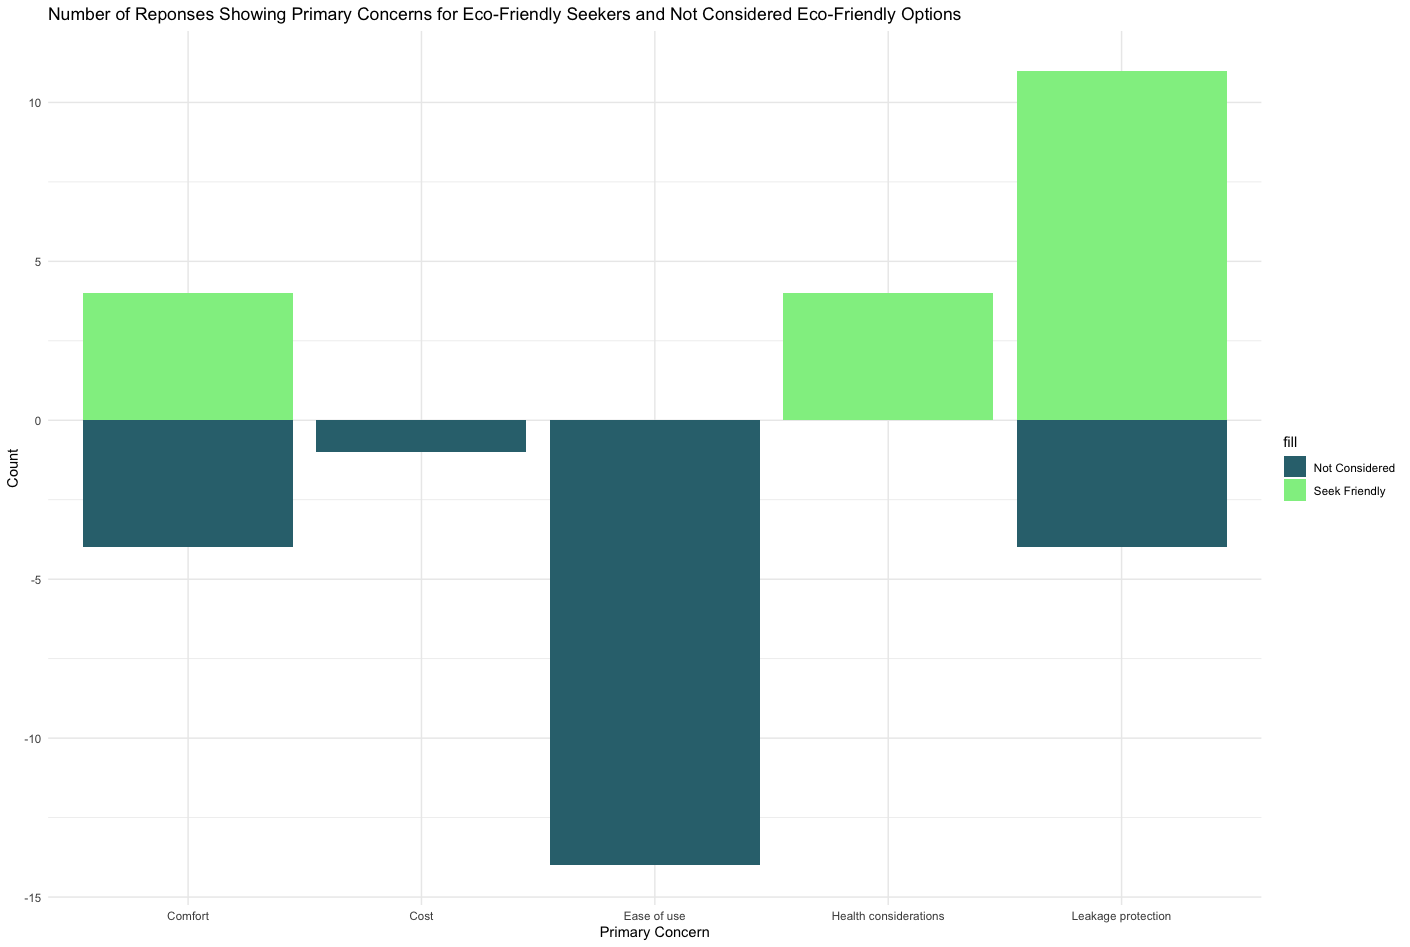 Number of Reponses Showing Primary Concerns for Eco-Friendly Seekers and Not Considered Eco-Friendly Options
10
5
0
-5
-10
-15
Count
Comfort
Cost
Ease of use
Health considerations
Leakage protection
Primary Concern
fill
Not Considered
Seek Friendly